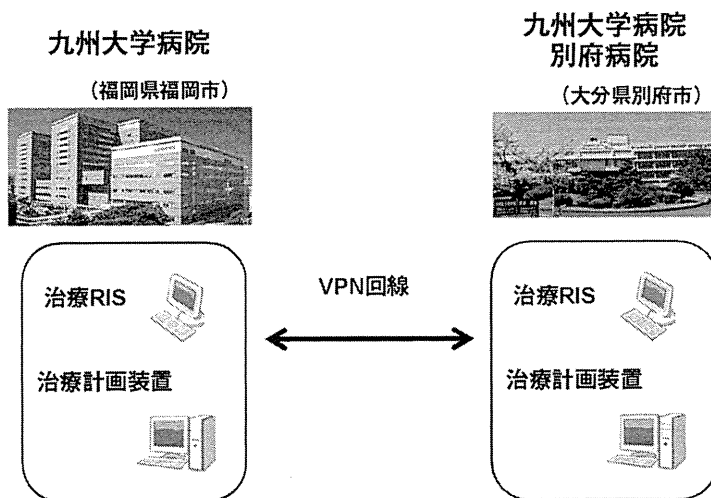 九州大学病院
（福岡県福岡市）
九州大学病院
別府病院
（大分県別府市）
治療RIS
治療計画装置
VPN回線
治療RIS
治療計画装置